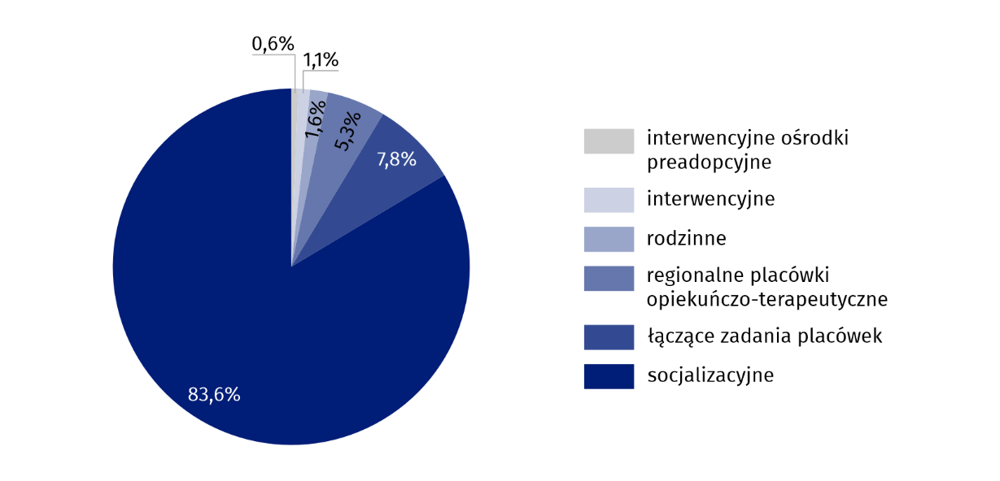 0,6%
1,1%
1,6%
5,3%
7,8%
83,6%
interwencyjne ośrodki
preadopcyjne
interwencyjne
rodzinne
regionalne placówki
opiekuńczo-terapeutyczne
łączące zadania placówek
socjalizacyjne